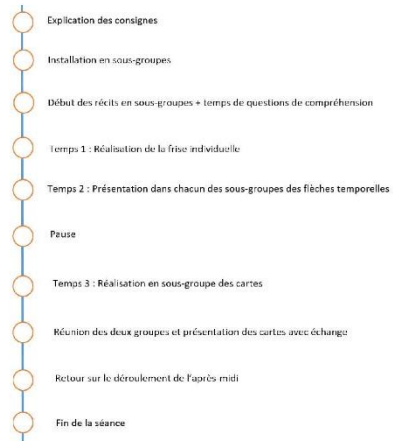 Explication des consignes
Installation en sous-groupes
Début des récits en sous-groupes + temps de questions de compréhension
Temps 1 : Réalisation de la frise individuelle
Temps 2 : Présentation dans chacun des sous-groupes des flèches temporelles
Pause
Temps 3 : Réalisation en sous-groupe des cartes
Réunion des deux groupes et présentation des cartes avec échange
Retour sur le déroulement de l'après-midi
Fin de la séance